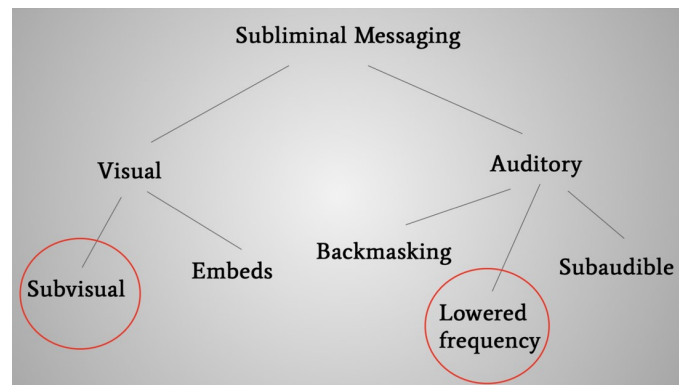 Subliminal Messaging
Visual
Auditory
Subvisual
Embeds
Backmasking
Lowered
frequency
Subaudible